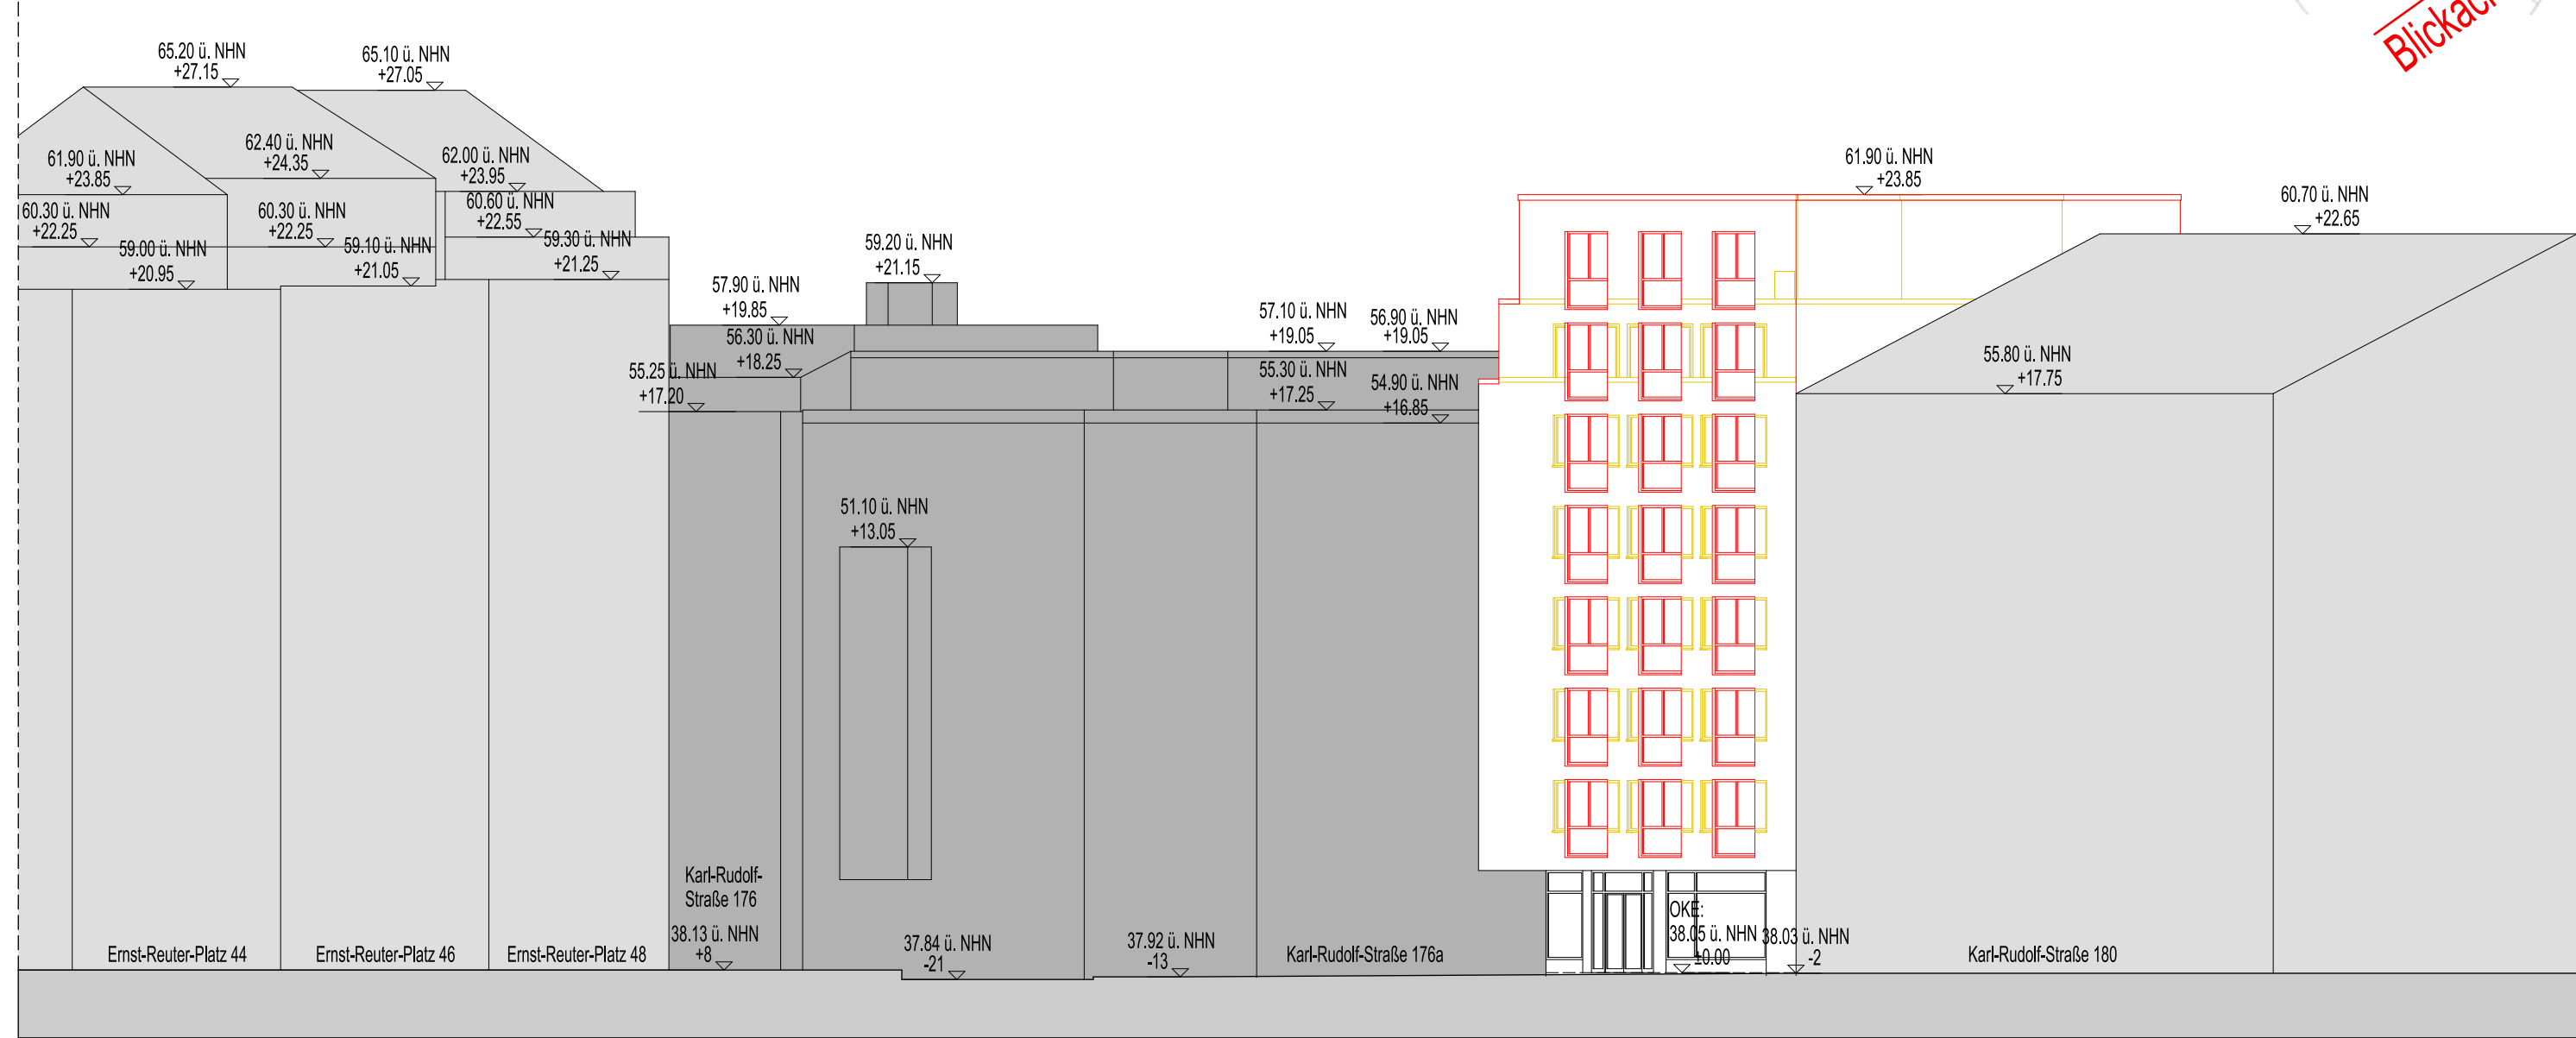 Blickac
65.20 ü. NHN
+27.15
65.10 ü. NHN
+27.05
61.90 ü. NHN
+23.85
62.40 ü. NHN
+24.35
62.00 ü. NHN
+23.95
60.30 ü. NHN
+22.25
60.30 ü. NHN
+22.25
60.60 ü. NHN
+22.55
59.00 ü. NHN
+20.95
59.10 ü. NHN
+21.05
59.30 ü. NHN
+21.25
57.90 ü. NHN
+19.85
59.20 ü. NHN
+21.15
56.30 ü. NHN
+18.25
55.25 ü. NHN
+17.20
57.10 ü. NHN
+19.05
56.90 ü. NHN
+19.05
55.30 ü. NHN
+17.25
54.90 ü. NHN
+16.85
61.90 ü. NHN
+23.85
60.70 ü. NHN
+22.65
55.80 ü. NHN
+17.75
51.10 ü. NHN
+13.05
Karl-Rudolf-
Straße 176
38.13 ü. NHN
+8
37.84 ü. NHN
-21
37.92 ü. NHN
-13
OKE:
38.05 ü. NHN
±0.00
38.03 ü. NHN
-2
Ernst-Reuter-Platz 44
Ernst-Reuter-Platz 46
Ernst-Reuter-Platz 48
Karl-Rudolf-Straße 176a
Karl-Rudolf-Straße 180